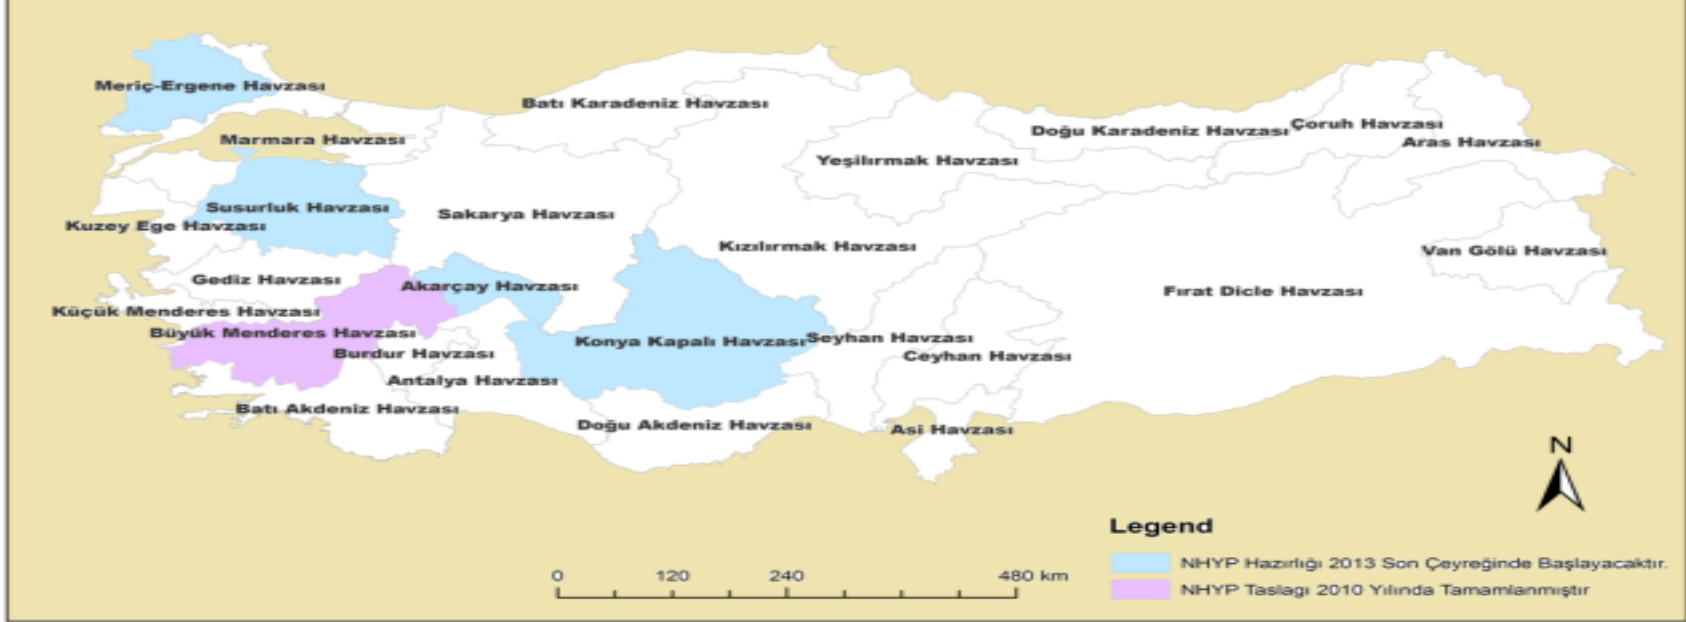 Meriç-Ergene Havzası
Batı Karadeniz Havzası
Marmara Havzası
Doğu Karadeniz Havzası
Çoruh Havzası
Aras Havzası
Yeşilırmak Havzası
Susurluk Havzası
Sakarya Havzası
Kuzey Ege Havzası
Kızılırmak Havzası
Van Gölü Havzası
Gediz Havzası
Akarçay Havzası
Fırat Dicle Havzası
Küçük Menderes Havzası
Büyük Menderes Havzası
Konya Kapalı Havzası
Seyhan Havzası
Burdur Havzası
Ceyhan Havzası
Antalya Havzası
Batı Akdeniz Havzası
Doğu Akdeniz Havzası
Asi Havzası
N
Legend
NHYP Hazırlığı 2013 Son Çeyreğinde Başlayacaktır.
NHYP Taslagı 2010 Yılında Tamamlanmıştır
0 120 240 480 km